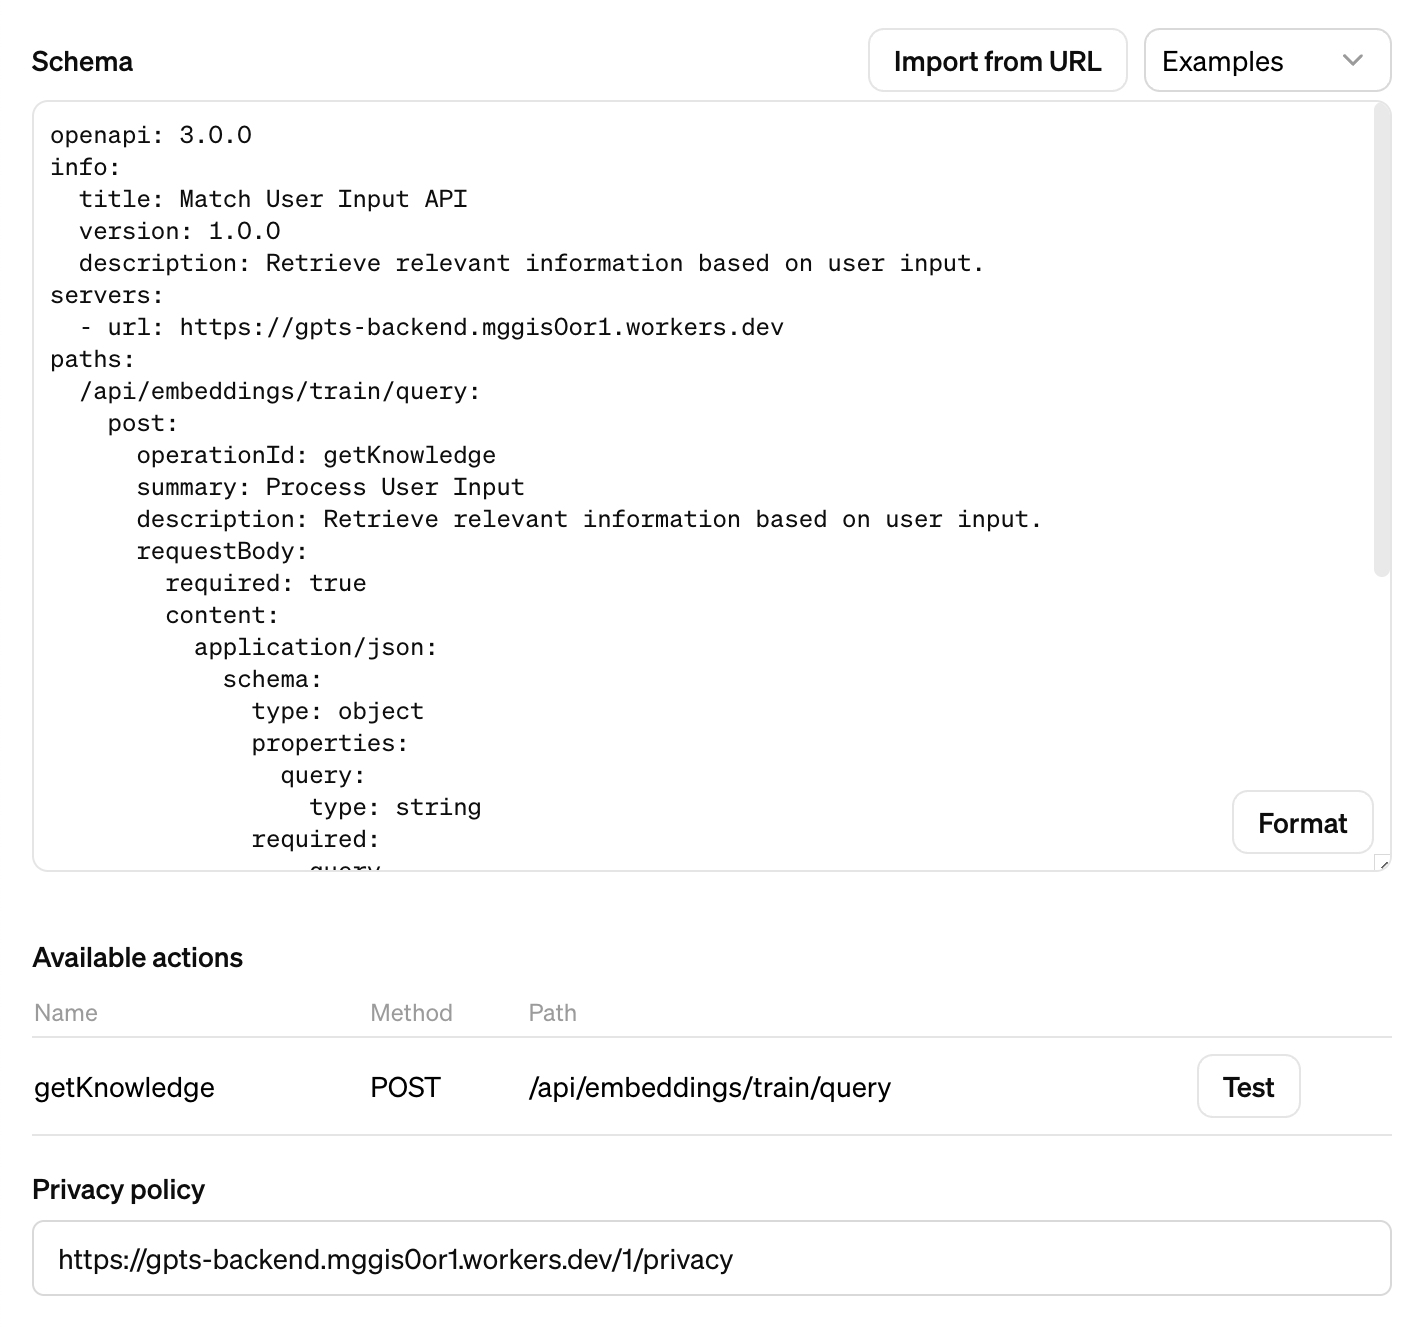 Schema
Import from URL
Examples
openapi: 3.0.0
info:
  title: Match User Input API
  version: 1.0.0
  description: Retrieve relevant information based on user input.
servers:
  - url: https://gpts-backend.mggis0or1.workers.dev
paths:
  /api/embeddings/train/query:
    post:
      operationId: getKnowledge
      summary: Process User Input
      description: Retrieve relevant information based on user input.
      requestBody:
        required: true
        content:
          application/json:
            schema:
              type: object
              properties:
                query:
                  type: string
              required:
                  query
Format
Available actions
Name Method Path
getKnowledge POST /api/embeddings/train/query Test
Privacy policy
https://gpts-backend.mggis0or1.workers.dev/1/privacy